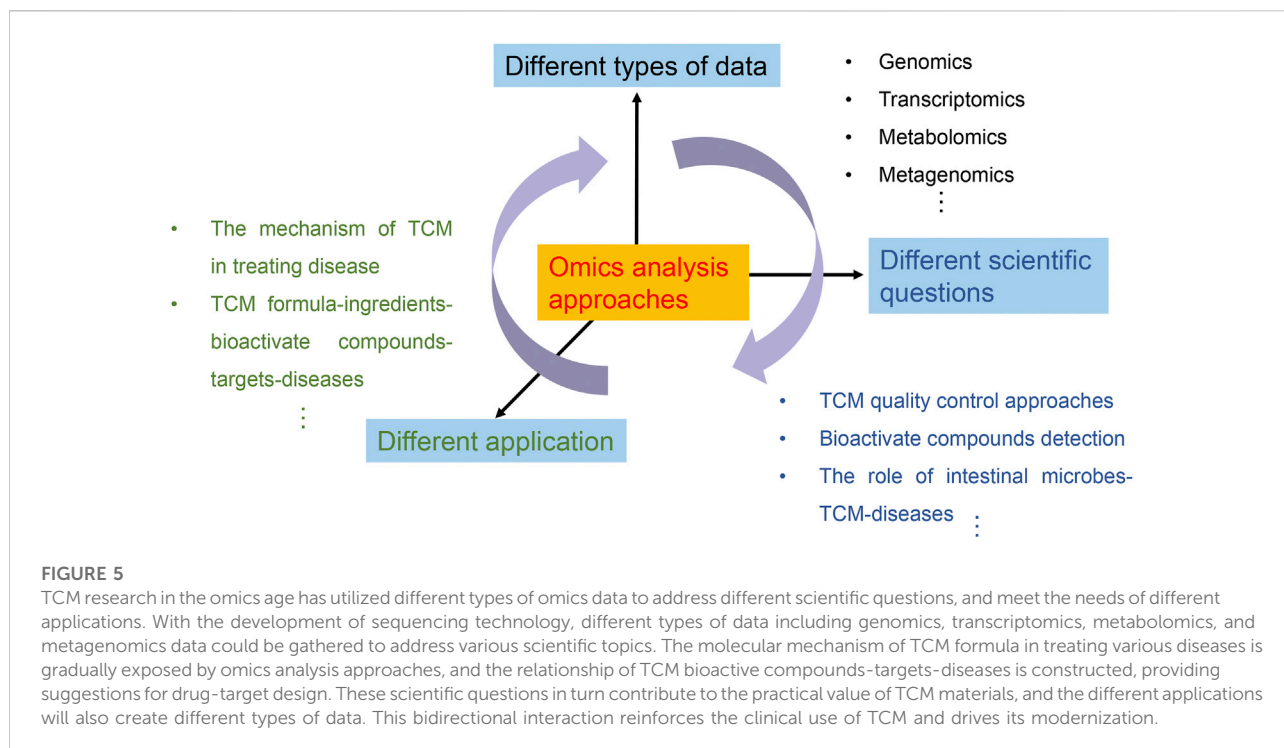 Different types of data
• Genomics
• Transcriptomics
• Metabolomics
• Metagenomics
⋮
• The mechanism of TCM
in treating disease
• TCM formula-ingredients-
bioactivate compounds-
targets-diseases
⋮
Omics analysis
approaches
Different scientific
questions
Different application
• TCM quality control approaches
• Bioactivate compounds detection
• The role of intestinal microbes-
TCM-diseases
⋮
FIGURE 5
TCM research in the omics age has utilized different types of omics data to address different scientific questions, and meet the needs of different
applications. With the development of sequencing technology, different types of data including genomics, transcriptomics, metabolomics, and
metagenomics data could be gathered to address various scientific topics. The molecular mechanism of TCM formula in treating various diseases is
gradually exposed by omics analysis approaches, and the relationship of TCM bioactive compounds-targets-diseases is constructed, providing
suggestions for drug-target design. These scientific questions in turn contribute to the practical value of TCM materials, and the different applications
will also create different types of data. This bidirectional interaction reinforces the clinical use of TCM and drives its modernization.